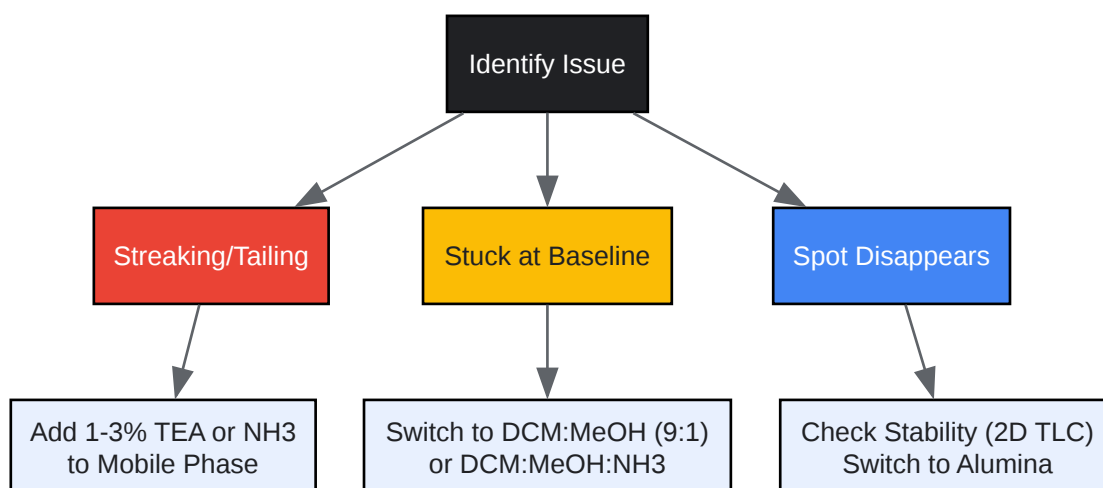 Identify Issue
Streaking/Tailing
Stuck at Baseline
Spot Disappears
Add 1-3% TEA or NH3
to Mobile Phase
Switch to DCM:MeOH (9:1)
or DCM:MeOH:NH3
Check Stability (2D TLC)
Switch to Alumina